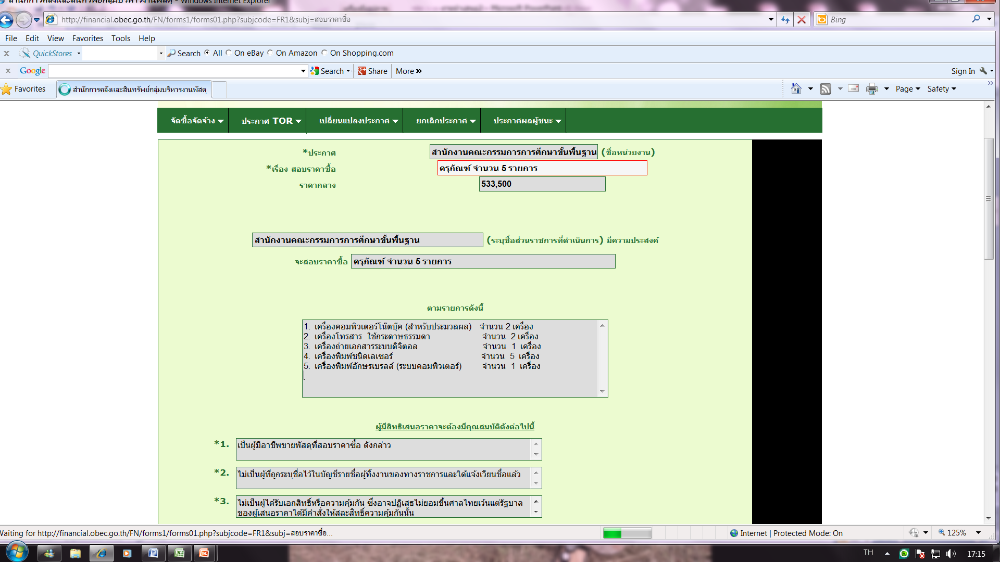 สำนักการคลังและสินทรัพย์กลุ่มบริหารงานพัสดุ - Windows Internet Explorer
http://financial.obec.go.th/FN/forms1/forms01.php?subjcode=FR1&subj=สอบราคาซื้อ
Bing
File Edit View Favorites Tools Help
x QuickStores Search All On eBay On Amazon On Shopping.com
x Google Search Share More » Sign In
Favorites สำนักการคลังและสินทรัพย์กลุ่มบริหารงานพัสดุ Page Safety »
จัดซื้อจัดจ้าง ประกาศ TOR เปลี่ยนแปลงประกาศ ยกเลิกประกาศ ประกาศผลผู้ชนะ
*ประกาศ สำนักงานคณะกรรมการการศึกษาขั้นพื้นฐาน (ชื่อหน่วยงาน)
*เรื่อง สอบราคาซื้อ ครุภัณฑ์ จำนวน 5 รายการ
ราคากลาง 533,500
สำนักงานคณะกรรมการการศึกษาขั้นพื้นฐาน (ระบุชื่อส่วนราชการที่ดำเนินการ) มีความประสงค์
จะสอบราคาซื้อ ครุภัณฑ์ จำนวน 5 รายการ
ตามรายการดังนี้
1. เครื่องคอมพิวเตอร์โน๊ตบุ๊ค (สำหรับประมวลผล) จำนวน 2 เครื่อง
2. เครื่องโทรสาร ใช้กระดาษธรรมดา จำนวน 2 เครื่อง
3. เครื่องถ่ายเอกสารระบบดิจิตอล จำนวน 1 เครื่อง
4. เครื่องพิมพ์ชนิดเลเซอร์ จำนวน 5 เครื่อง
5. เครื่องพิมพ์อักษรเบรลล์ (ระบบคอมพิวเตอร์) จำนวน 1 เครื่อง
ผู้มีสิทธิเสนอราคาจะต้องมีคุณสมบัติดังต่อไปนี้
*1. เป็นผู้มีอาชีพขายพัสดุที่สอบราคาซื้อ ดังกล่าว
*2. ไม่เป็นผู้ที่ถูกระบุชื่อไว้ในบัญชีรายชื่อผู้ทิ้งงานของทางราชการและได้แจ้งเวียนชื่อแล้ว
*3. ไม่เป็นผู้ได้รับเอกสิทธิ์หรือความคุ้มกัน ซึ่งอาจปฏิเสธไม่ยอมขึ้นศาลไทยเว้นแต่รัฐบาล
ของผู้เสนอราคาได้มีคำสั่งให้สละสิทธิ์ความคุ้มกันนั้น
Waiting for http://financial.obec.go.th/FN/forms1/forms01.php?subjcode=FR1&subj=สอบราคาซื้อ... Internet | Protected Mode: On 125%
TH 17:15